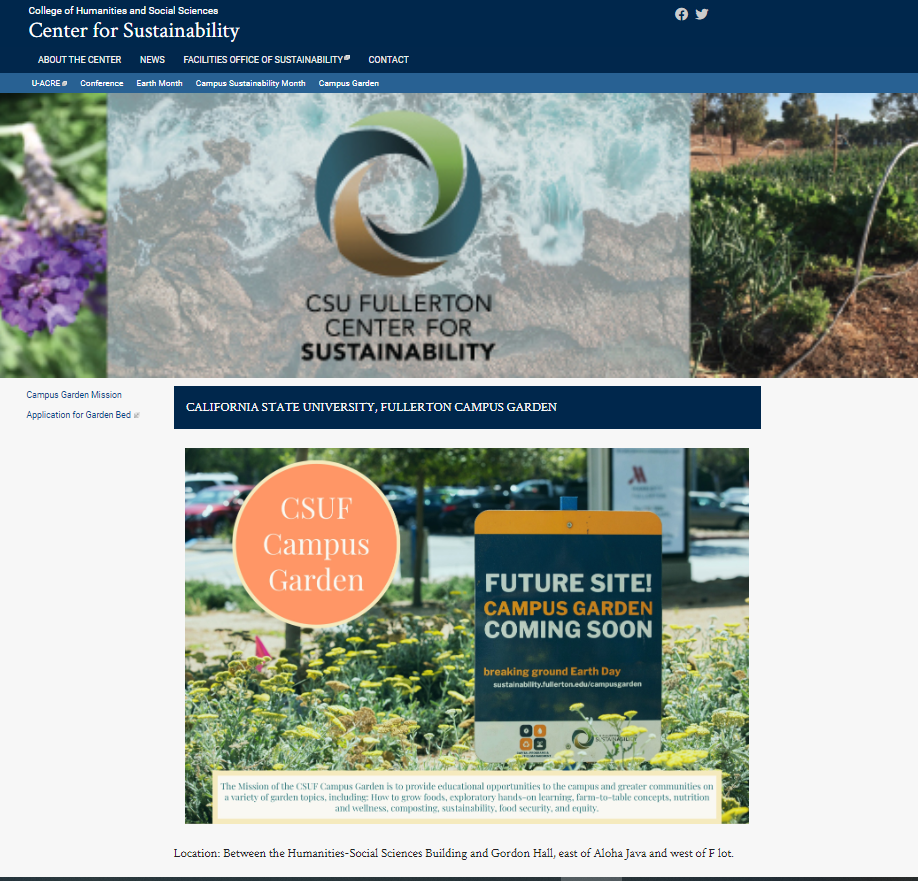 College of Humanities and Social Sciences
Center for Sustainability
ABOUT THE CENTER NEWS FACILITIES OFFICE OF SUSTAINABILITY CONTACT
U-ACRE Conference Earth Month Campus Sustainability Month Campus Garden
CSU FULLERTON
CENTER FOR
SUSTAINABILITY
Campus Garden Mission
Application for Garden Bed
CALIFORNIA STATE UNIVERSITY, FULLERTON CAMPUS GARDEN
CSUF
Campus
Garden
FUTURE SITE!
CAMPUS GARDEN
COMING SOON
breaking ground Earth Day
sustainability.fullerton.edu/campusgarden
The Mission of the CSUF Campus Garden is to provide educational opportunities to the campus and greater communities on
a variety of garden topics, including: How to grow foods, exploratory hands-on learning, farm-to-table concepts, nutrition
and wellness, composting, sustainability, food security, and equity.
Location: Between the Humanities-Social Sciences Building and Gordon Hall, east of Aloha Java and west of F lot.